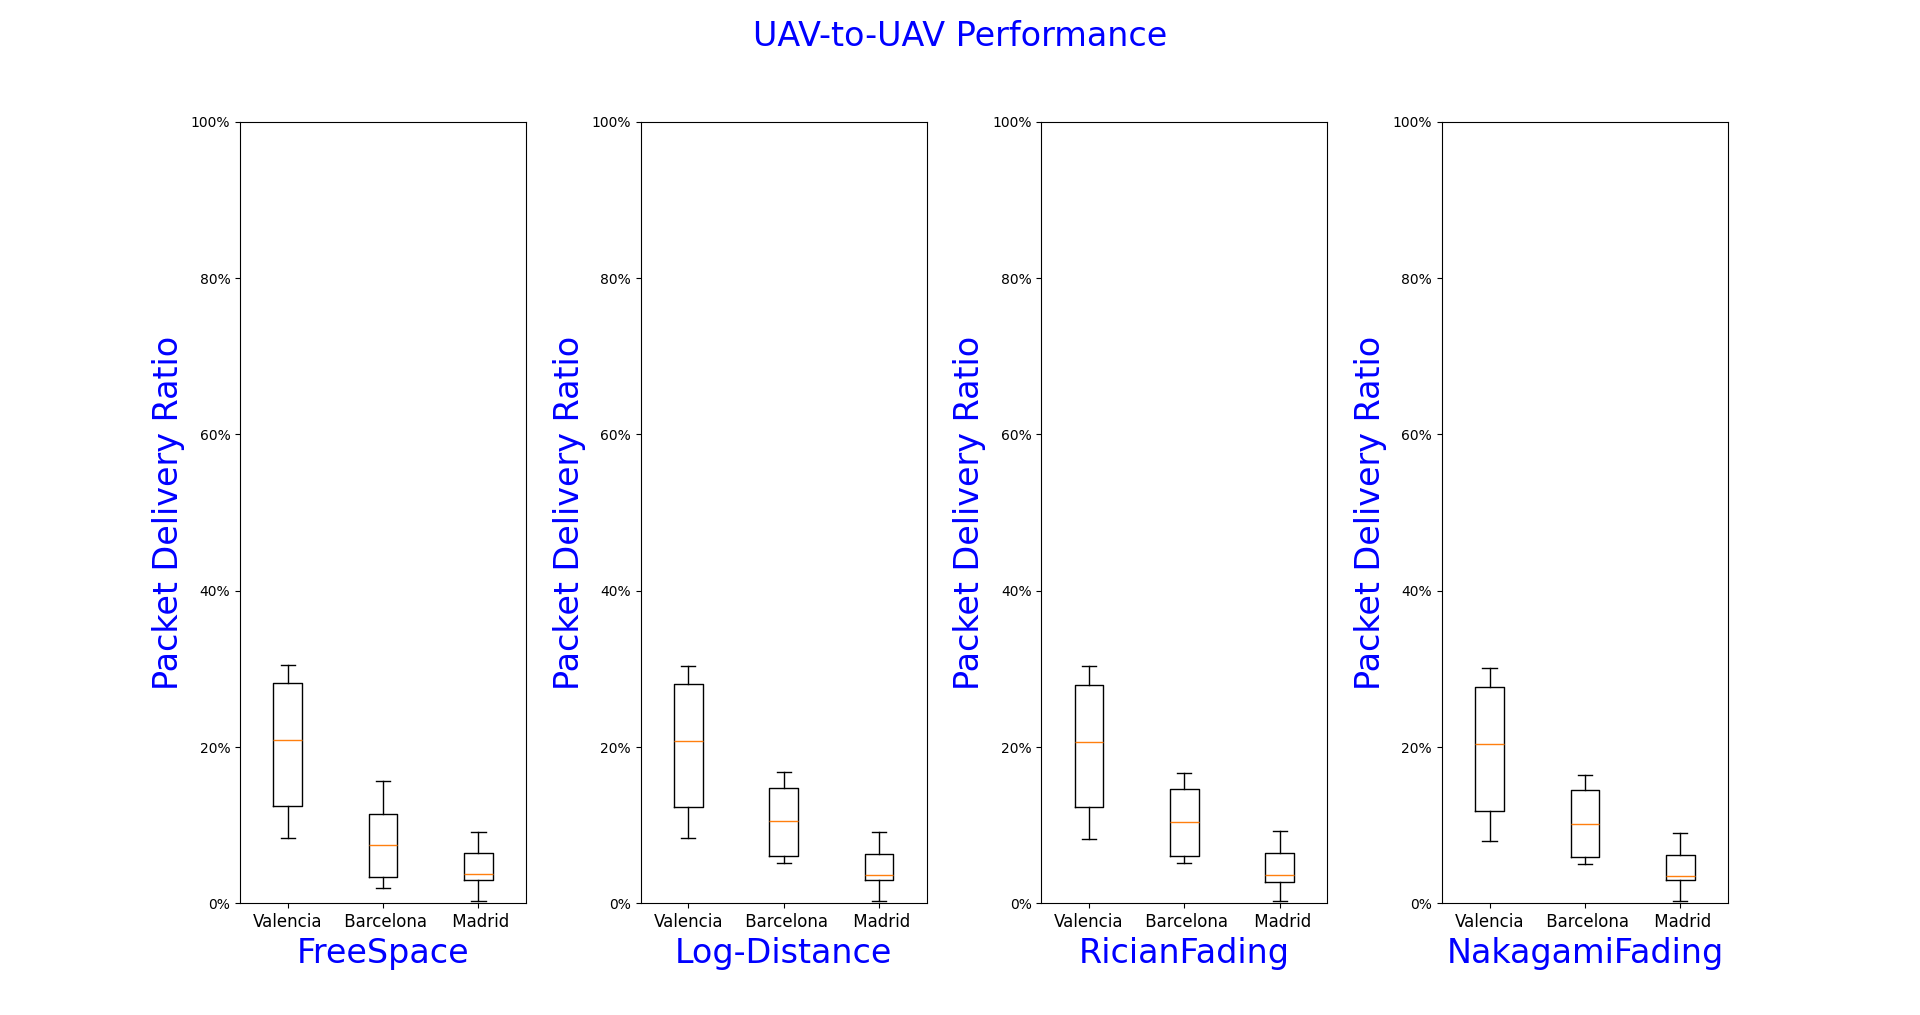 UAV-to-UAV Performance
Packet Delivery Ratio
100%
80%
60%
40%
20%
0%
Valencia Barcelona Madrid
FreeSpace
Packet Delivery Ratio
100%
80%
60%
40%
20%
0%
Valencia Barcelona Madrid
Log-Distance
Packet Delivery Ratio
100%
80%
60%
40%
20%
0%
Valencia Barcelona Madrid
RicianFading
Packet Delivery Ratio
100%
80%
60%
40%
20%
0%
Valencia Barcelona Madrid
NakagamiFading